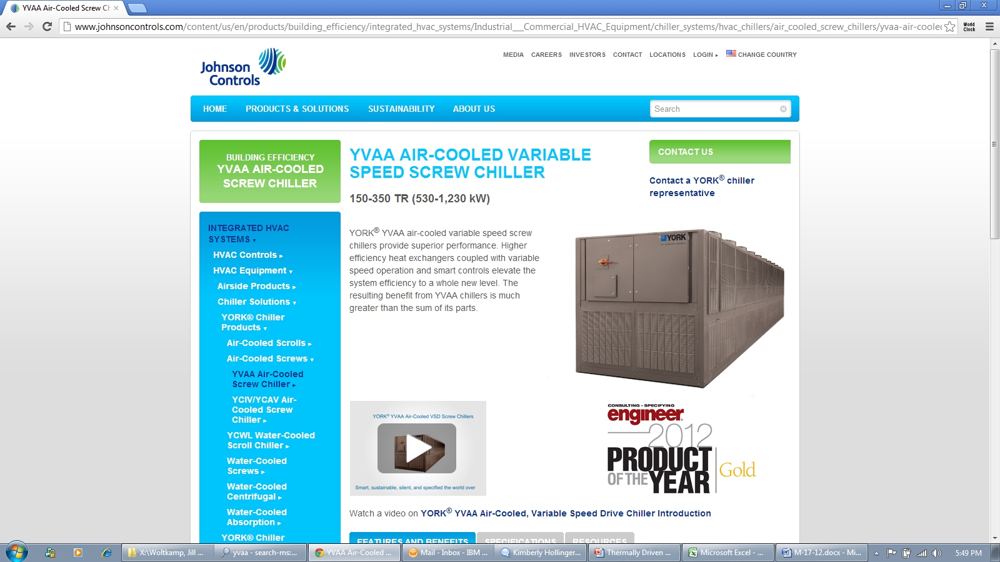 YVAA Air-Cooled Screw Ch
www.johnsoncontrols.com/content/us/en/products/building_efficiency/integrated_hvac_systems/Industrial___Commercial_HVAC_Equipment/chiller_systems/hvac_chillers/air_cooled_screw_chillers/yvaa-air-cooled
World
Clock
Johnson
Controls
MEDIA CAREERS INVESTORS CONTACT LOCATIONS LOGIN ▸ CHANGE COUNTRY
HOME PRODUCTS & SOLUTIONS SUSTAINABILITY ABOUT US Search
BUILDING EFFICIENCY
YVAA AIR-COOLED
SCREW CHILLER
INTEGRATED HVAC
SYSTEMS ▾
HVAC Controls ▸
HVAC Equipment ▾
Airside Products ▸
Chiller Solutions ▾
YORK® Chiller
Products ▾
Air-Cooled Scrolls ▸
Air-Cooled Screws ▾
YVAA Air-Cooled
Screw Chiller ▸
YCIV/YCAV Air-
Cooled Screw
Chiller ▸
YCWL Water-Cooled
Scroll Chiller ▸
Water-Cooled
Screws ▸
Water-Cooled
Centrifugal ▸
Water-Cooled
Absorption ▸
YORK® Chiller
YVAA AIR-COOLED VARIABLE
SPEED SCREW CHILLER
150-350 TR (530-1,230 kW)
YORK® YVAA air-cooled variable speed screw
chillers provide superior performance. Higher
efficiency heat exchangers coupled with variable
speed operation and smart controls elevate the
system efficiency to a whole new level. The
resulting benefit from YVAA chillers is much
greater than the sum of its parts.
CONTACT US
Contact a YORK® chiller
representative
YORK
YORK® YVAA Air-Cooled VSD Screw Chillers
Smart, sustainable, silent, and specified the world over
CONSULTING - SPECIFYING
engineer
2012
PRODUCT
OF THE YEAR
Gold
Watch a video on YORK® YVAA Air-Cooled, Variable Speed Drive Chiller Introduction
FEATURES AND BENEFITS SPECIFICATIONS RESOURCES
X:\Woltkamp, Jill ... yvaa - search-ms:... YVAA Air-Cooled ... Mail - Inbox - IBM ... Kimberly Hollinger... Thermally Driven ... Microsoft Excel - ... M-17-12.docx - Mi... 5:49 PM